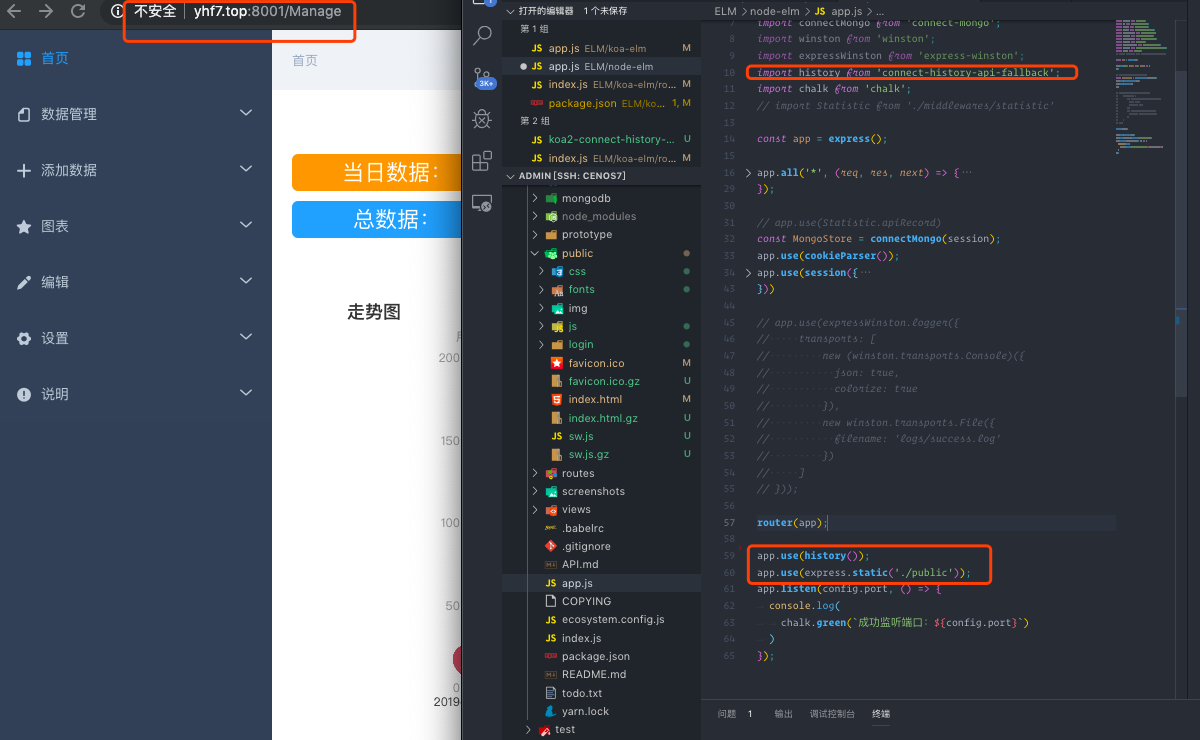 不安全 | yhf7.top:8001/Manage
首页
数据管理
添加数据
图表
编辑
设置
说明
首页
当日数据：
总数据：
走势图
200
150
100
50
0
2019-
3K+
打开的编辑器 1 个未保存
第 1 组
JS app.js ELM/koa-elm M
JS app.js ELM/node-elm
JS index.js ELM/koa-elm/ro... M
package.json ELM/ko... 1, M
第 2 组
JS koa2-connect-history-... U
JS index.js ELM/koa-elm/ro... M
ADMIN [SSH: CENOS7]
mongodb
node_modules
prototype
public
css
fonts
img
js
login
favicon.ico M
favicon.ico.gz U
index.html M
index.html.gz U
JS sw.js U
sw.js.gz U
routes
screenshots
views
.babelrc
.gitignore
API.md
JS app.js
COPYING
JS ecosystem.config.js
JS index.js
package.json
README.md
todo.txt
yarn.lock
test
ELM > node-elm > JS app.js > ...
7 import connectMongo from 'connect-mongo';
8 import winston from 'winston';
9 import expressWinston from 'express-winston';
10 import history from 'connect-history-api-fallback';
11 import chalk from 'chalk';
12 // import Statistic from './middlewares/statistic'
13
14 const app = express();
15
16 app.all('*', (req, res, next) => {···
29 });
30
31 // app.use(Statistic.apiRecord)
32 const MongoStore = connectMongo(session);
33 app.use(cookieParser());
34 app.use(session({···
43 }))
44
45 // app.use(expressWinston.logger({
46 // transports: [
47 // new (winston.transports.Console)({
48 // json: true,
49 // colorize: true
50 // }),
51 // new winston.transports.File({
52 // filename: 'logs/success.log'
53 // })
54 // ]
55 // }));
56
57 router(app);
58
59 app.use(history());
60 app.use(express.static('./public'));
61 app.listen(config.port, () => {
62 console.log(
63 chalk.green(`成功监听端口：${config.port}`)
64 )
65 });
问题 1 输出 调试控制台 终端